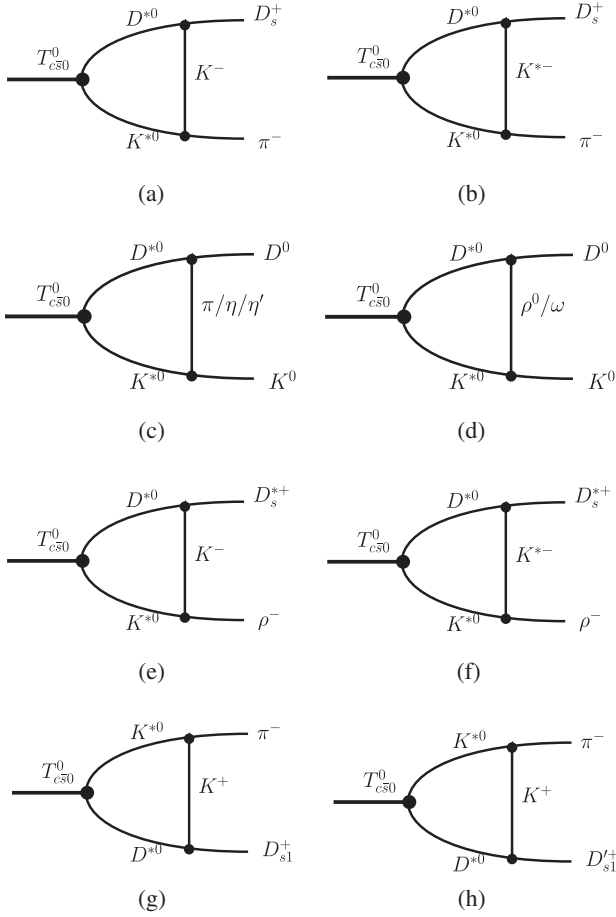 D*⁰ D_s⁺ D*⁰ D_s⁺
T⁰_{cs̄0} K⁻ T⁰_{cs̄0} K*⁻
K*⁰ π⁻ K*⁰ π⁻
(a) (b)
D*⁰ D⁰ D*⁰ D⁰
T⁰_{cs̄0} π/η/η′ T⁰_{cs̄0} ρ⁰/ω
K*⁰ K⁰ K*⁰ K⁰
(c) (d)
D*⁰ D_s*⁺ D*⁰ D_s*⁺
T⁰_{cs̄0} K⁻ T⁰_{cs̄0} K*⁻
K*⁰ ρ⁻ K*⁰ ρ⁻
(e) (f)
K*⁰ π⁻ K*⁰ π⁻
T⁰_{cs̄0} K⁺ T⁰_{cs̄0} K⁺
D*⁰ D_{s1}⁺ D*⁰ D′_{s1}⁺
(g) (h)